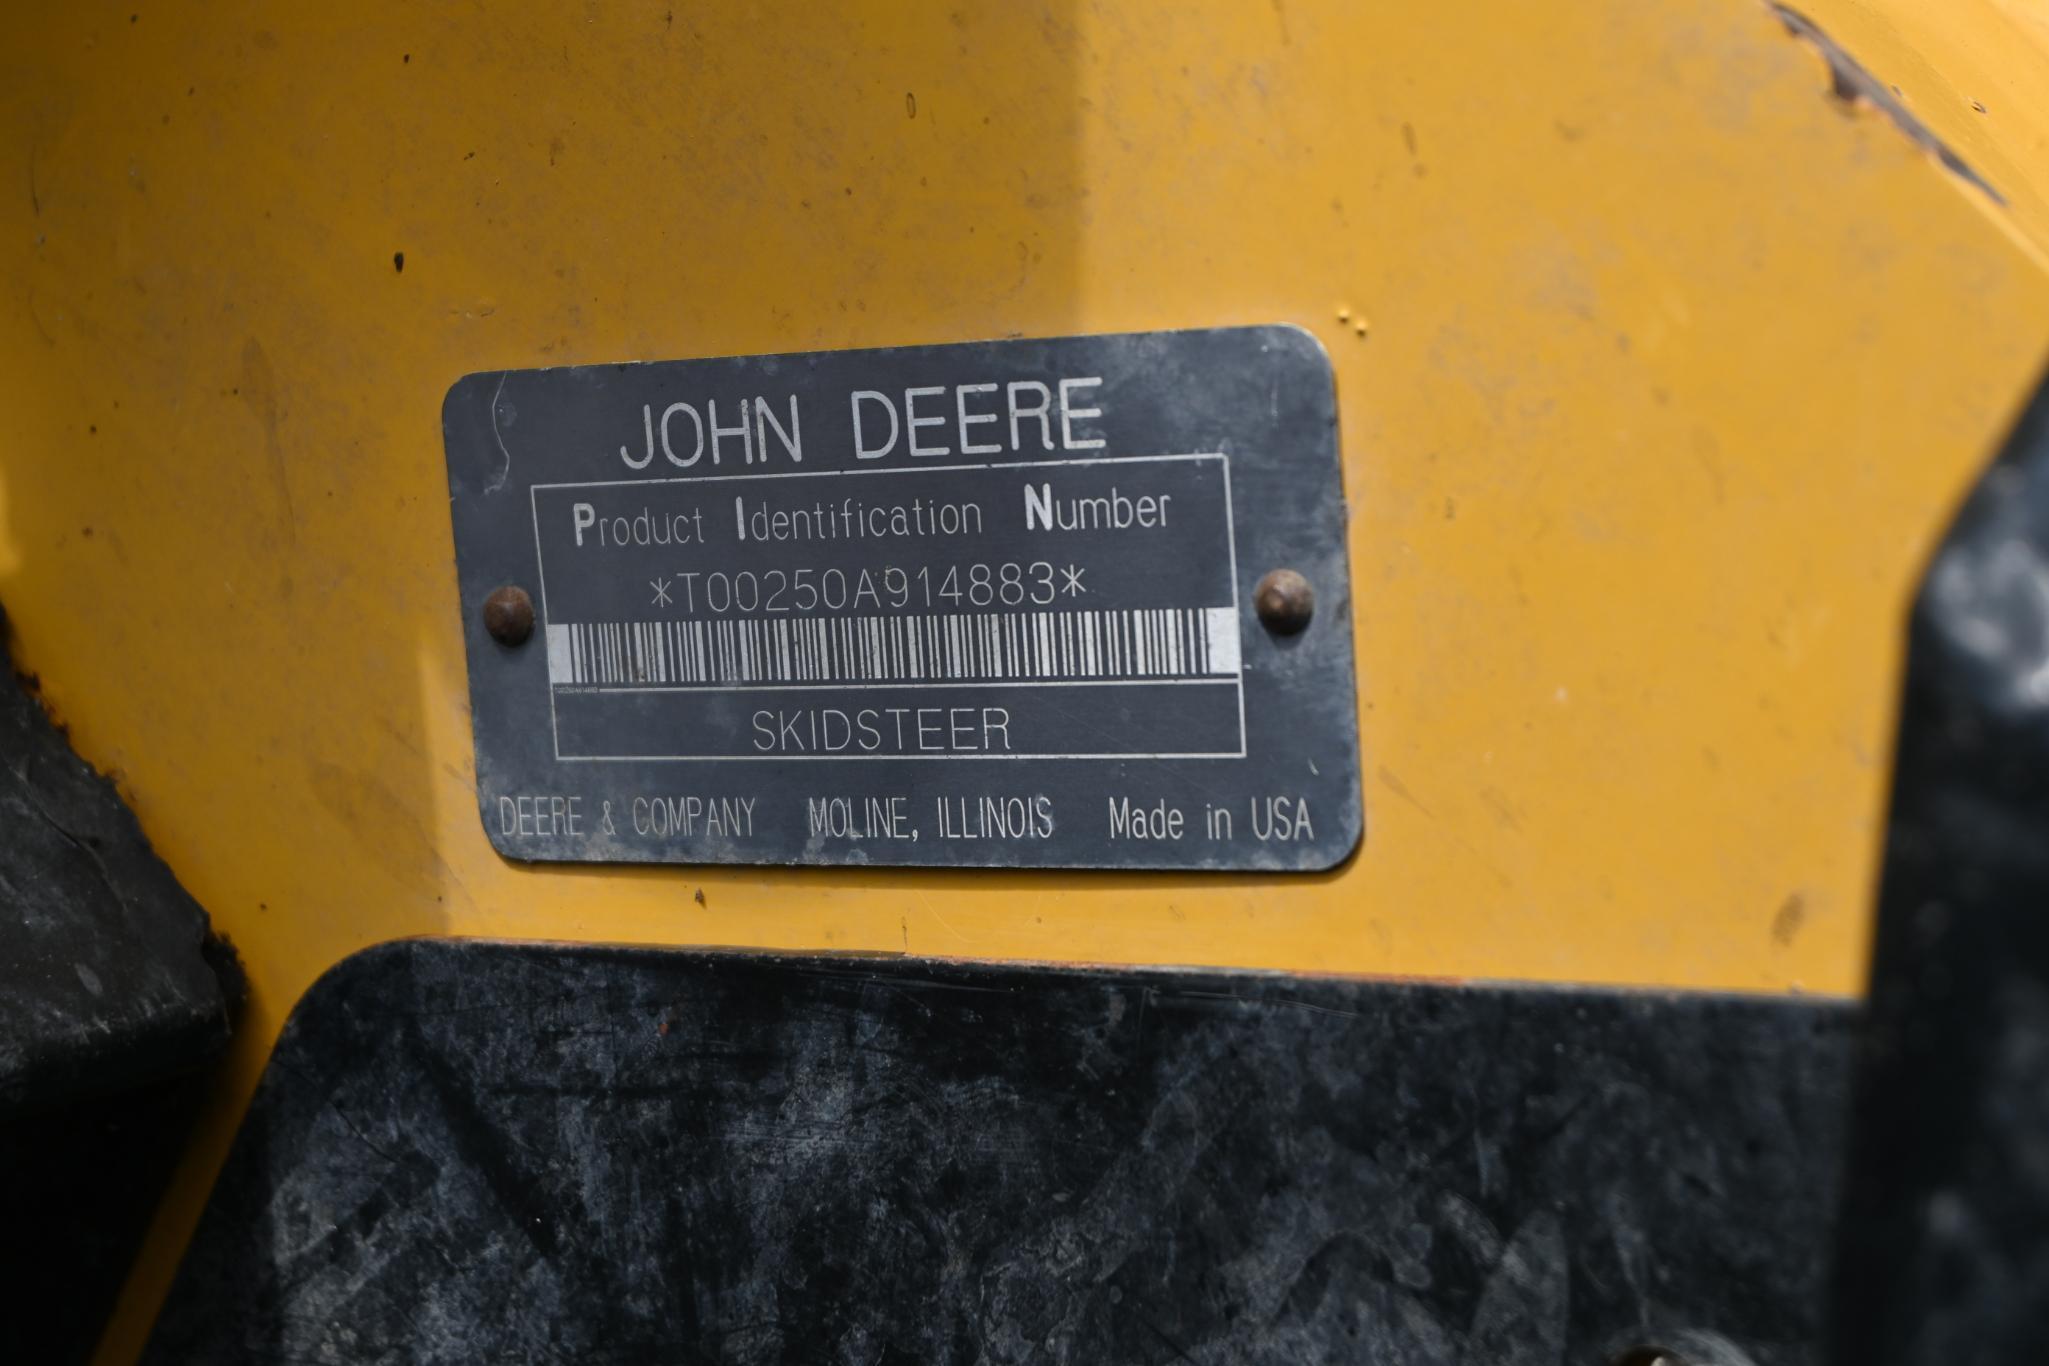 JOHN DEERE
Product Identification Number
*T00250A914883*
SKIDSTEER
DEERE & COMPANY MOLINE, ILLINOIS Made in USA